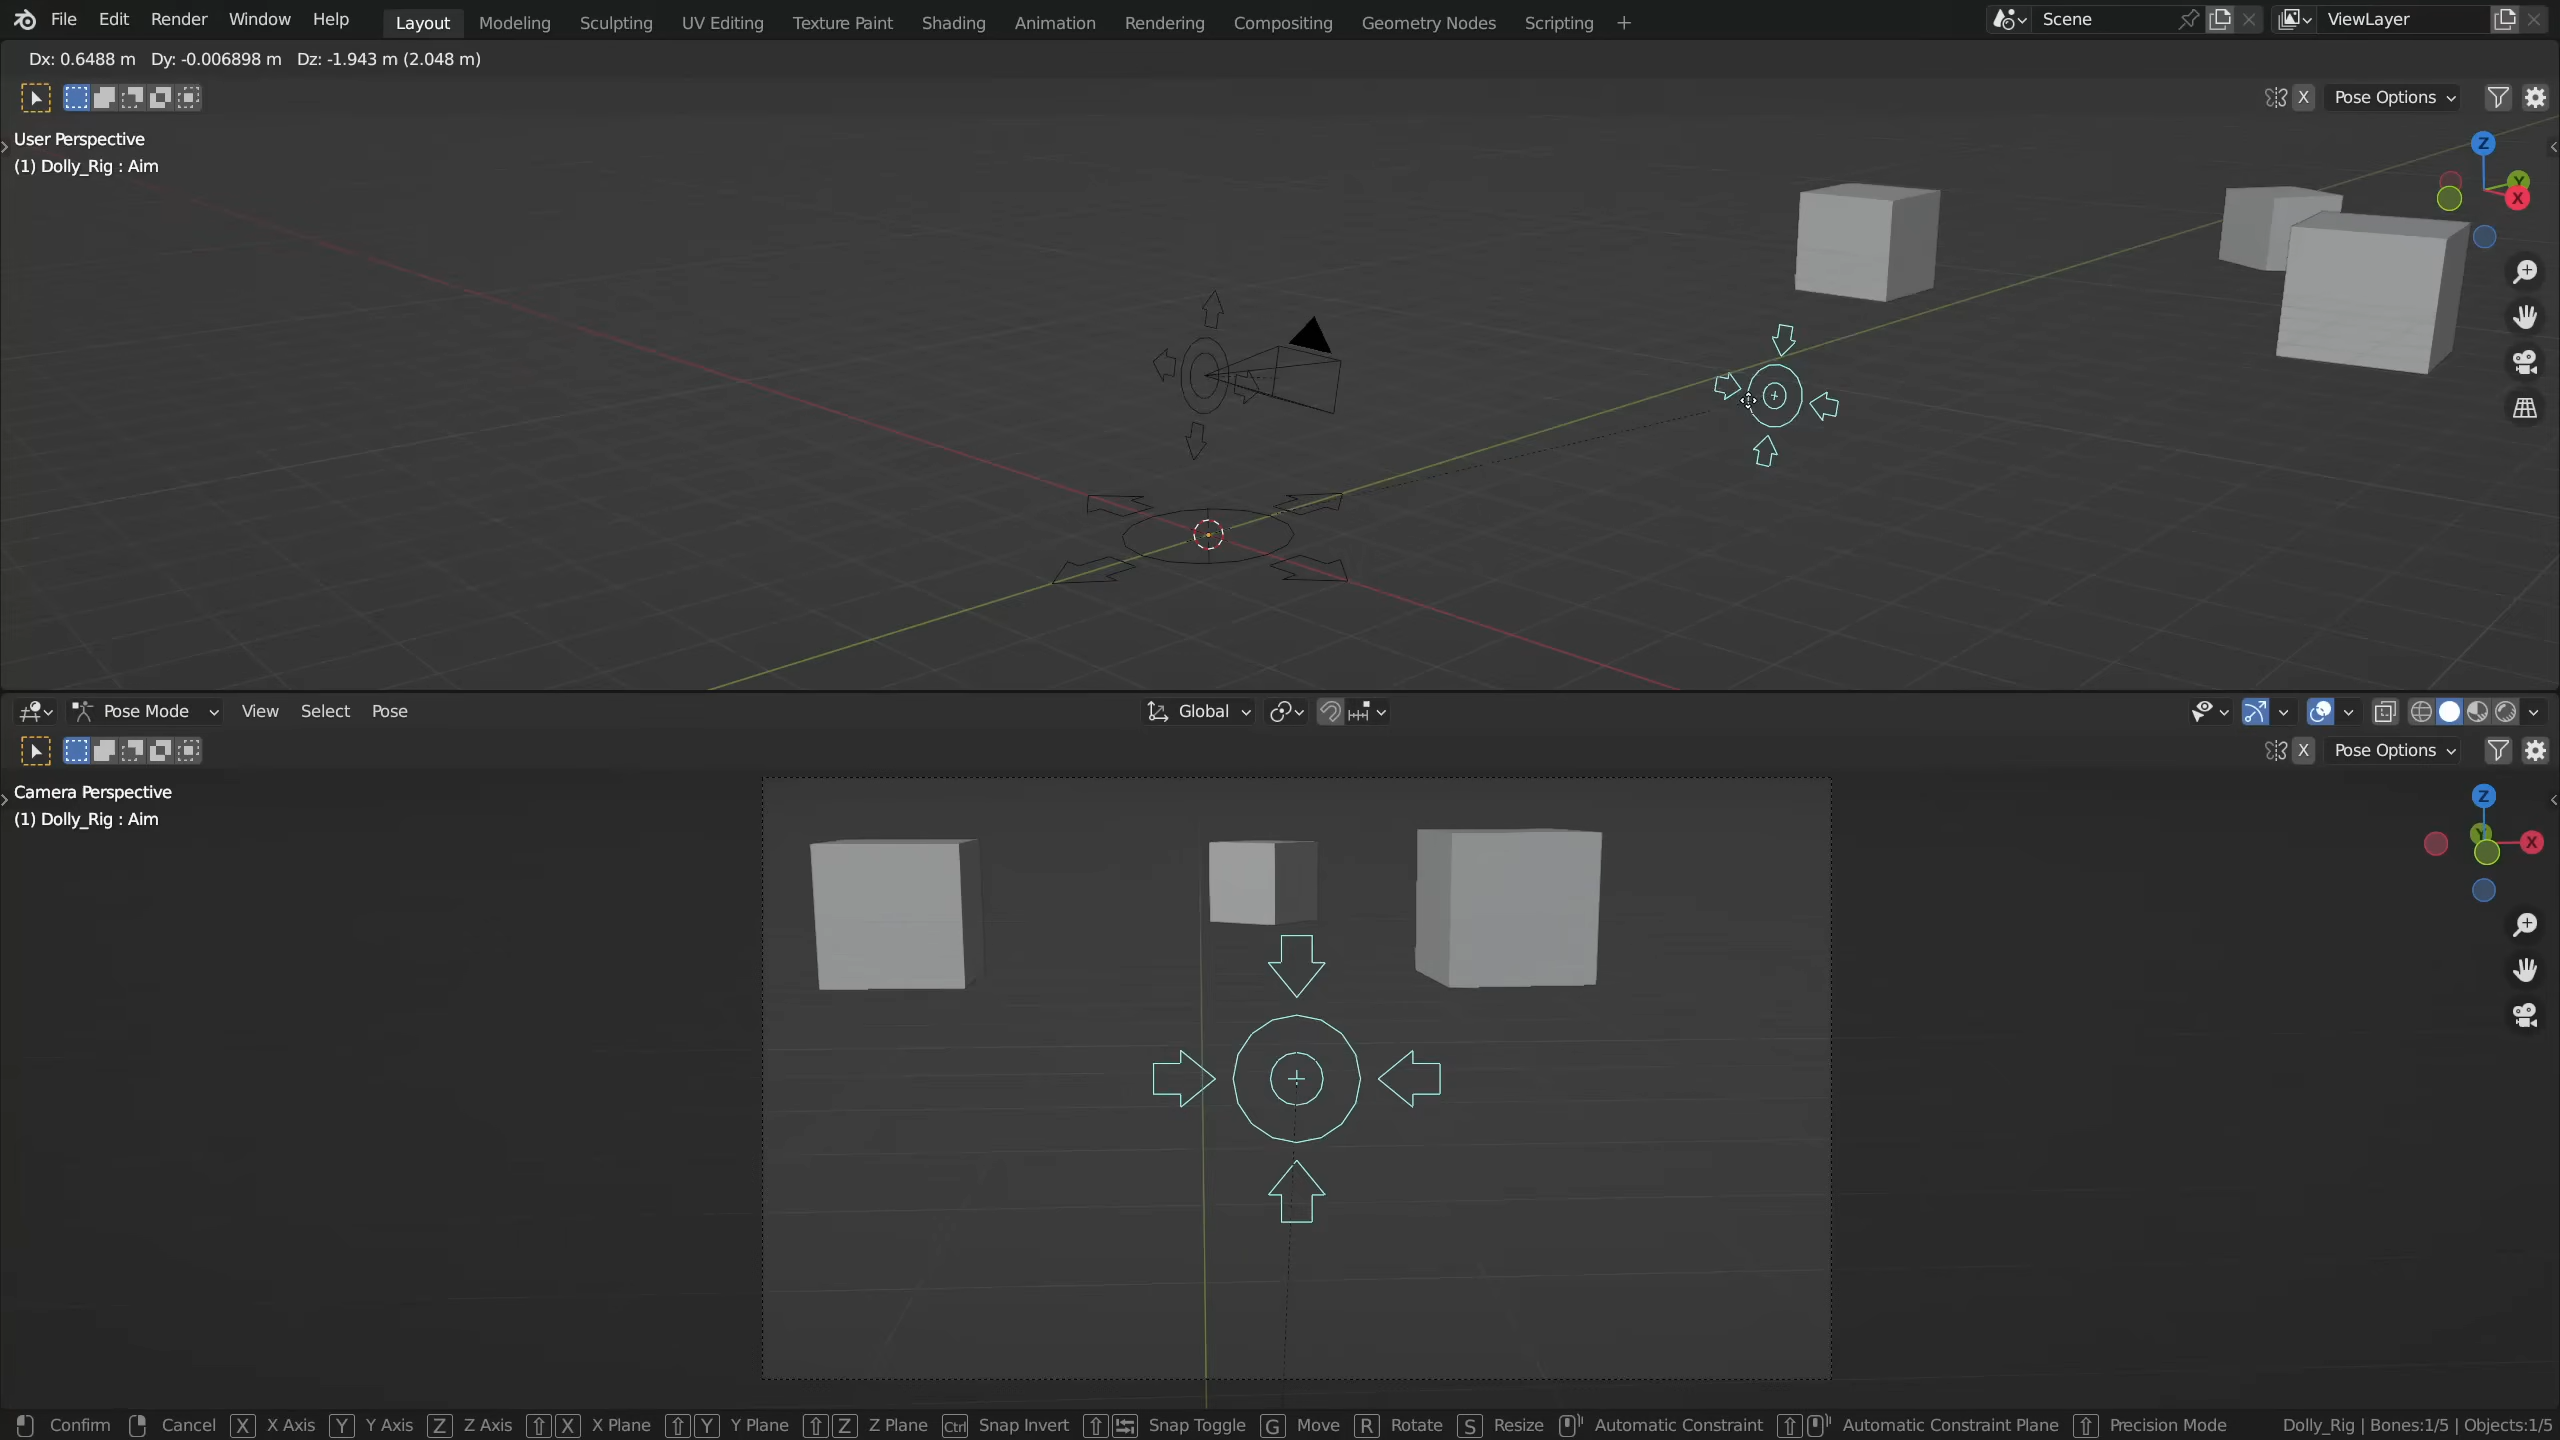 File Edit Render Window Help Layout Modeling Sculpting UV Editing Texture Paint Shading Animation Rendering Compositing Geometry Nodes Scripting + Scene ViewLayer
Dx: 0.6488 m Dy: -0.006898 m Dz: -1.943 m (2.048 m)
X Pose Options
User Perspective
(1) Dolly_Rig : Aim
Z
Y
X
Pose Mode View Select Pose Global
X Pose Options
Camera Perspective
(1) Dolly_Rig : Aim
Z
Y
X
Confirm Cancel X X Axis Y Y Axis Z Z Axis X X Plane Y Y Plane Z Z Plane Ctrl Snap Invert Snap Toggle G Move R Rotate S Resize Automatic Constraint Automatic Constraint Plane Precision Mode Dolly_Rig | Bones:1/5 | Objects:1/5